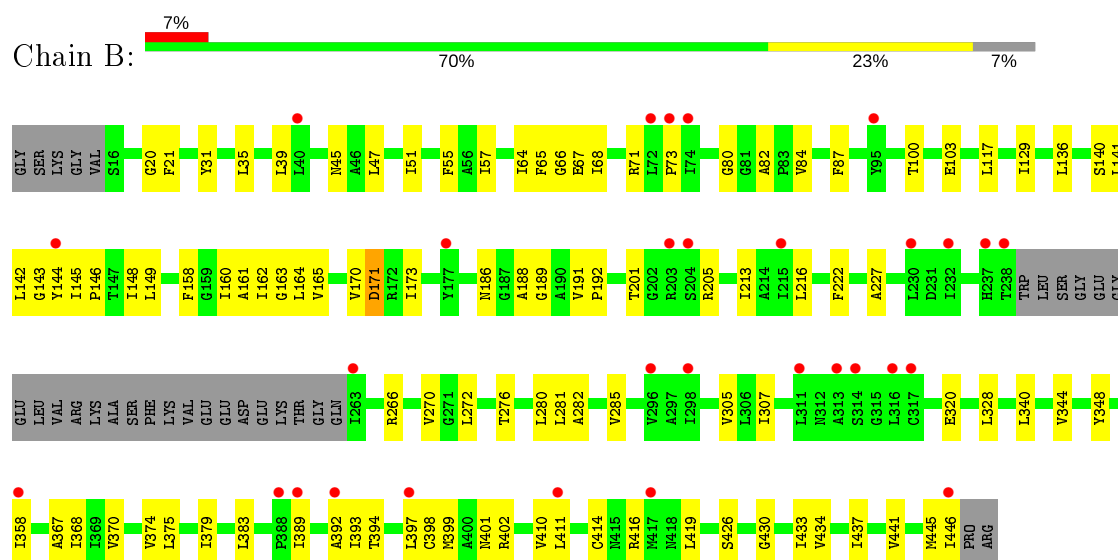 7%
Chain B:
70% 23% 7%
GLY SER LYS GLY VAL S16 G20 F21 Y31 L35 L39 L40 N45 A46 L47 I51 F55 A56 I57 I64 F65 G66 E67 I68 R71 L72 P73 I74 G80 G81 A82 P83 V84 F87 Y95 T100 E103 L117 I129 L136 S140 L141
L142 G143 Y144 I145 P146 T147 I148 L149 F158 G159 I160 A161 I162 G163 L164 V165 V170 D171 R172 I173 Y177 N186 G187 A188 G189 A190 V191 P192 T201 G202 R203 S204 R205 I213 A214 I215 L216 F222 A227 L230 D231 I232 H237 T238 TRP LEU SER GLY GLU GLY
GLU LEU VAL ARG LYS ALA SER PHE LYS VAL GLU GLU ASP GLU LYS THR GLY GLN I263 R266 V270 G271 L272 T276 L280 L281 A282 V285 V296 A297 I298 V305 L306 I307 L311 N312 A313 S314 G315 L316 C317 E320 L328 L340 V344 Y348
I358 A367 I368 I369 V370 V374 L375 I379 L383 P388 I389 A392 I393 T394 L397 C398 M399 A400 N401 R402 V410 L411 C414 N415 R416 M417 N418 L419 S426 G430 I433 V434 I437 V441 M445 I446 PRO ARG